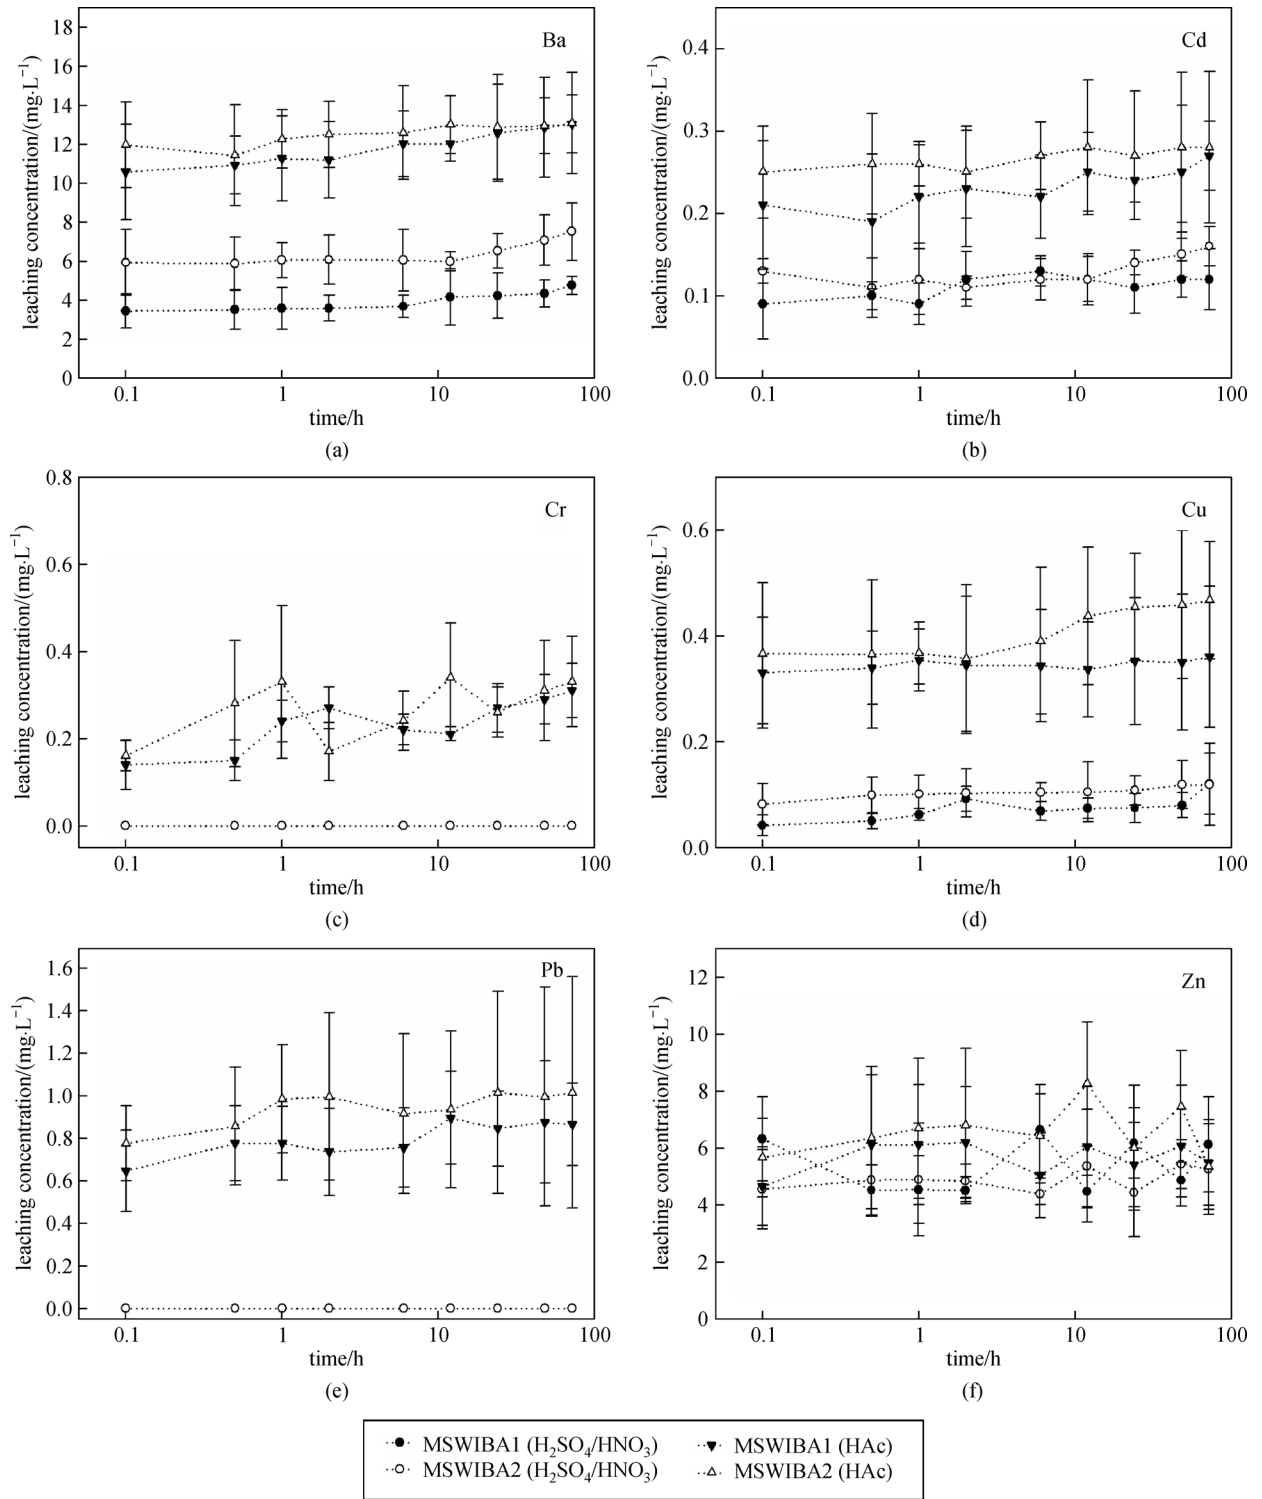 18
16
14
12
10
8
6
4
2
0
leaching concentration/(mg·L⁻¹)
Ba
0.1 1 10 100
time/h
(a)
0.4
0.3
0.2
0.1
0.0
leaching concentration/(mg·L⁻¹)
Cd
0.1 1 10 100
time/h
(b)
0.8
0.6
0.4
0.2
0.0
leaching concentration/(mg·L⁻¹)
Cr
0.1 1 10 100
time/h
(c)
0.6
0.4
0.2
0.0
leaching concentration/(mg·L⁻¹)
Cu
0.1 1 10 100
time/h
(d)
1.6
1.4
1.2
1.0
0.8
0.6
0.4
0.2
0.0
leaching concentration/(mg·L⁻¹)
Pb
0.1 1 10 100
time/h
(e)
12
10
8
6
4
2
0
leaching concentration/(mg·L⁻¹)
Zn
0.1 1 10 100
time/h
(f)
MSWIBA1 (H₂SO₄/HNO₃) MSWIBA1 (HAc)
MSWIBA2 (H₂SO₄/HNO₃) MSWIBA2 (HAc)